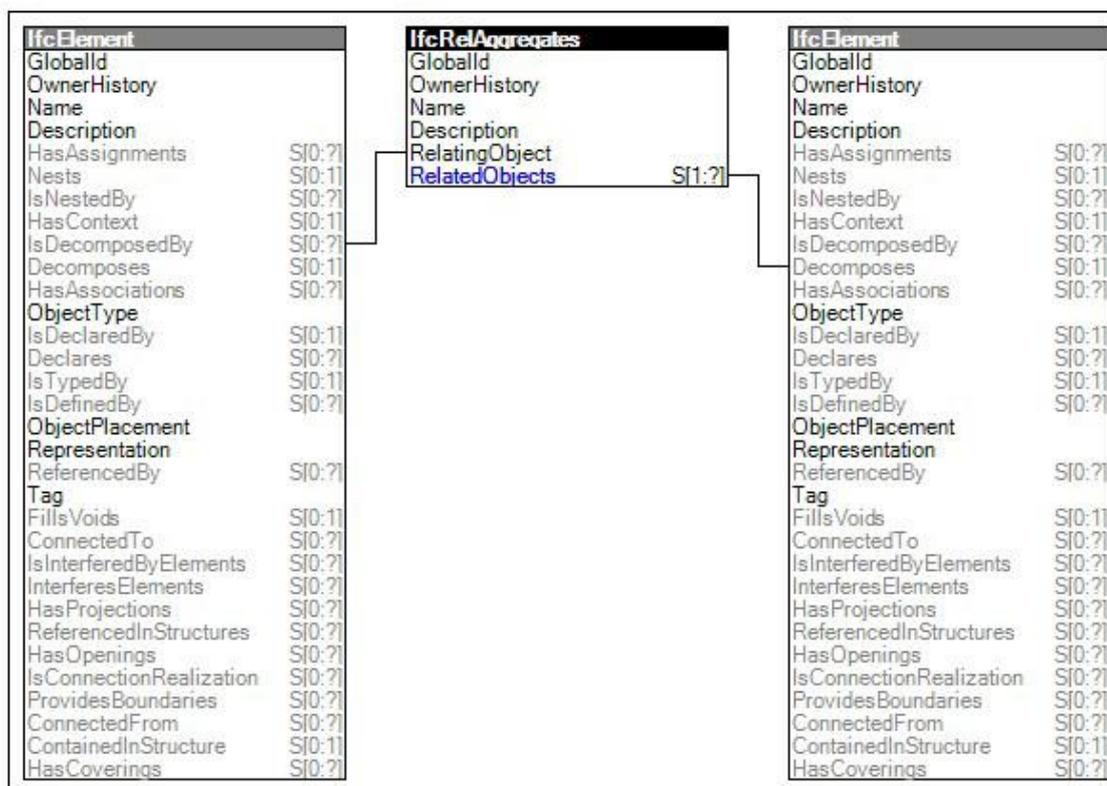 IfcElement
GlobalId
OwnerHistory
Name
Description
HasAssignments S[0:?]
Nests S[0:1]
IsNestedBy S[0:?]
HasContext S[0:1]
IsDecomposedBy S[0:?]
Decomposes S[0:1]
HasAssociations S[0:?]
ObjectType
IsDeclaredBy S[0:1]
Declares S[0:?]
IsTypedBy S[0:1]
IsDefinedBy S[0:?]
ObjectPlacement
Representation
ReferencedBy S[0:?]
Tag
FillsVoids S[0:1]
ConnectedTo S[0:?]
IsInterferedByElements S[0:?]
InterferesElements S[0:?]
HasProjections S[0:?]
ReferencedInStructures S[0:?]
HasOpenings S[0:?]
IsConnectionRealization S[0:?]
ProvidesBoundaries S[0:?]
ConnectedFrom S[0:?]
ContainedInStructure S[0:1]
HasCoverings S[0:?]
IfcRelAggregates
GlobalId
OwnerHistory
Name
Description
RelatingObject
RelatedObjects S[1:?]
IfcElement
GlobalId
OwnerHistory
Name
Description
HasAssignments S[0:?]
Nests S[0:1]
IsNestedBy S[0:?]
HasContext S[0:1]
IsDecomposedBy S[0:?]
Decomposes S[0:1]
HasAssociations S[0:?]
ObjectType
IsDeclaredBy S[0:1]
Declares S[0:?]
IsTypedBy S[0:1]
IsDefinedBy S[0:?]
ObjectPlacement
Representation
ReferencedBy S[0:?]
Tag
FillsVoids S[0:1]
ConnectedTo S[0:?]
IsInterferedByElements S[0:?]
InterferesElements S[0:?]
HasProjections S[0:?]
ReferencedInStructures S[0:?]
HasOpenings S[0:?]
IsConnectionRealization S[0:?]
ProvidesBoundaries S[0:?]
ConnectedFrom S[0:?]
ContainedInStructure S[0:1]
HasCoverings S[0:?]